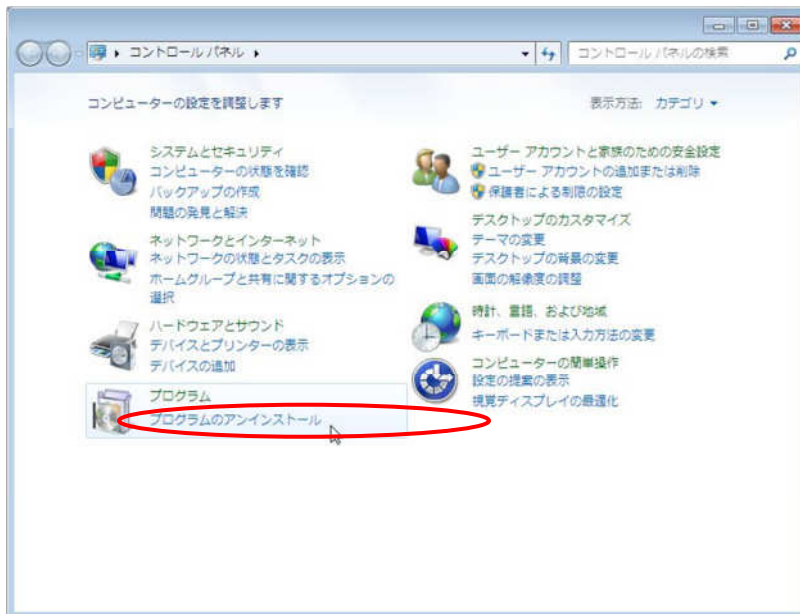 コントロール パネル
コントロール パネルの検索
コンピューターの設定を調整します
表示方法: カテゴリ
システムとセキュリティ
コンピューターの状態を確認
バックアップの作成
問題の発見と解決
ネットワークとインターネット
ネットワークの状態とタスクの表示
ホームグループと共有に関するオプションの
選択
ハードウェアとサウンド
デバイスとプリンターの表示
デバイスの追加
プログラム
プログラムのアンインストール
ユーザー アカウントと家族のための安全設定
ユーザー アカウントの追加または削除
保護者による制限の設定
デスクトップのカスタマイズ
テーマの変更
デスクトップの背景の変更
画面の解像度の調整
時計、言語、および地域
キーボードまたは入力方法の変更
コンピューターの簡単操作
設定の提案の表示
視覚ディスプレイの最適化